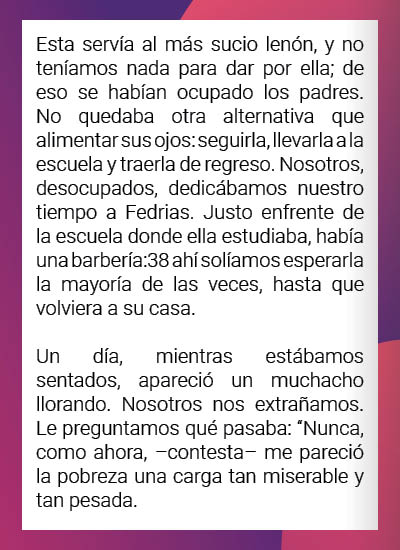 Esta servía al más sucio lenón, y no
teníamos nada para dar por ella; de
eso se habían ocupado los padres.
No quedaba otra alternativa que
alimentar sus ojos: seguirla, llevarla a la
escuela y traerla de regreso. Nosotros,
desocupados, dedicábamos nuestro
tiempo a Fedrias. Justo enfrente de
la escuela donde ella estudiaba, había
una barbería:38 ahí solíamos esperarla
la mayoría de las veces, hasta que
volviera a su casa.

Un día, mientras estábamos
sentados, apareció un muchacho
llorando. Nosotros nos extrañamos.
Le preguntamos qué pasaba: “Nunca,
como ahora, –contesta– me pareció
la pobreza una carga tan miserable y
tan pesada.